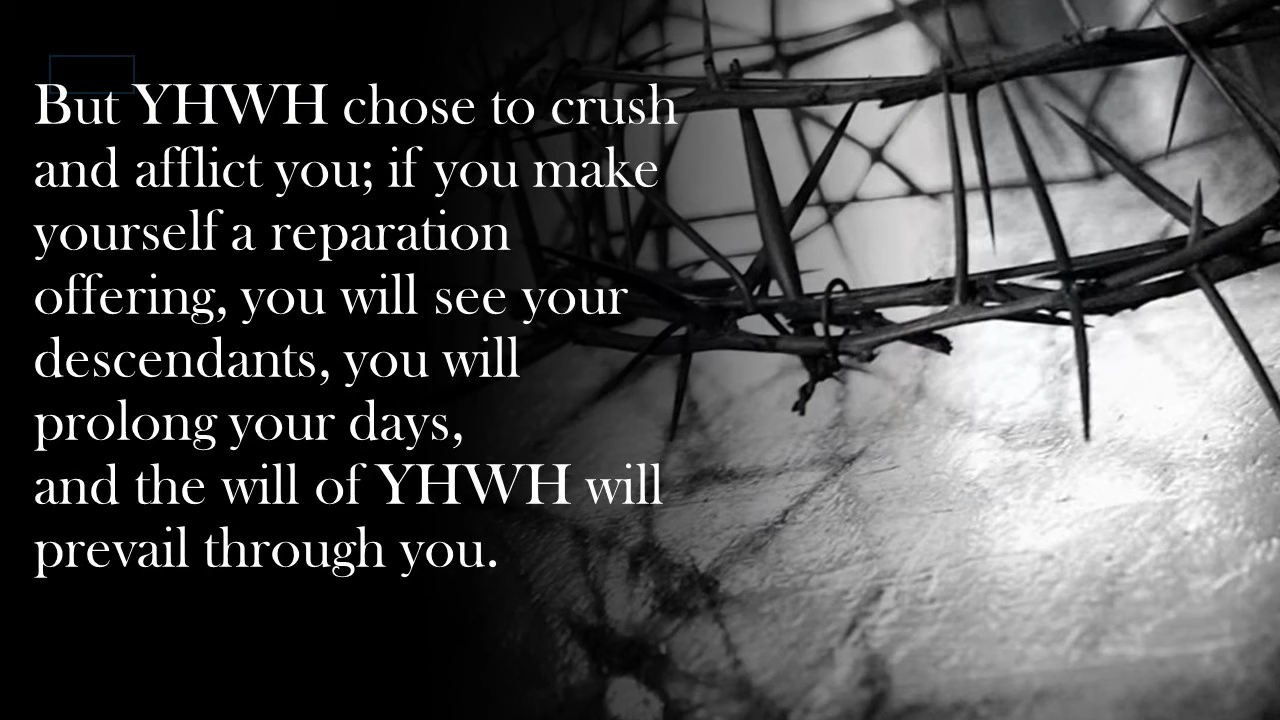 But YHWH chose to crush
and afflict you; if you make
yourself a reparation
offering, you will see your
descendants, you will
prolong your days,
and the will of YHWH will
prevail through you.